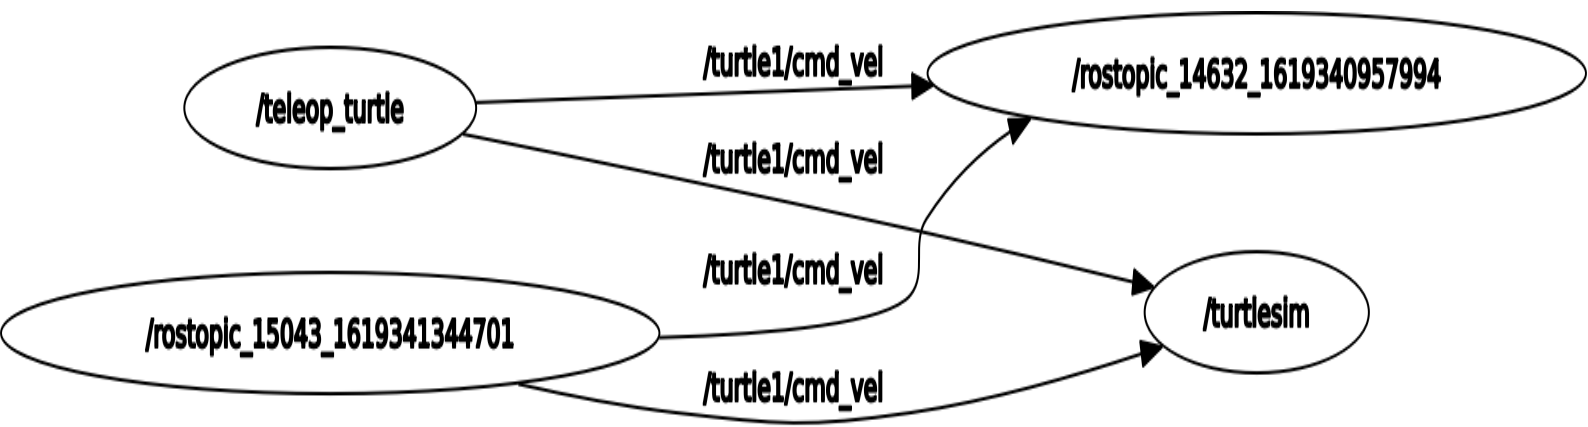 /turtle1/cmd_vel
/rostopic_14632_1619340957994
/teleop_turtle
/turtle1/cmd_vel
/turtle1/cmd_vel
/turtlesim
/rostopic_15043_1619341344701
/turtle1/cmd_vel